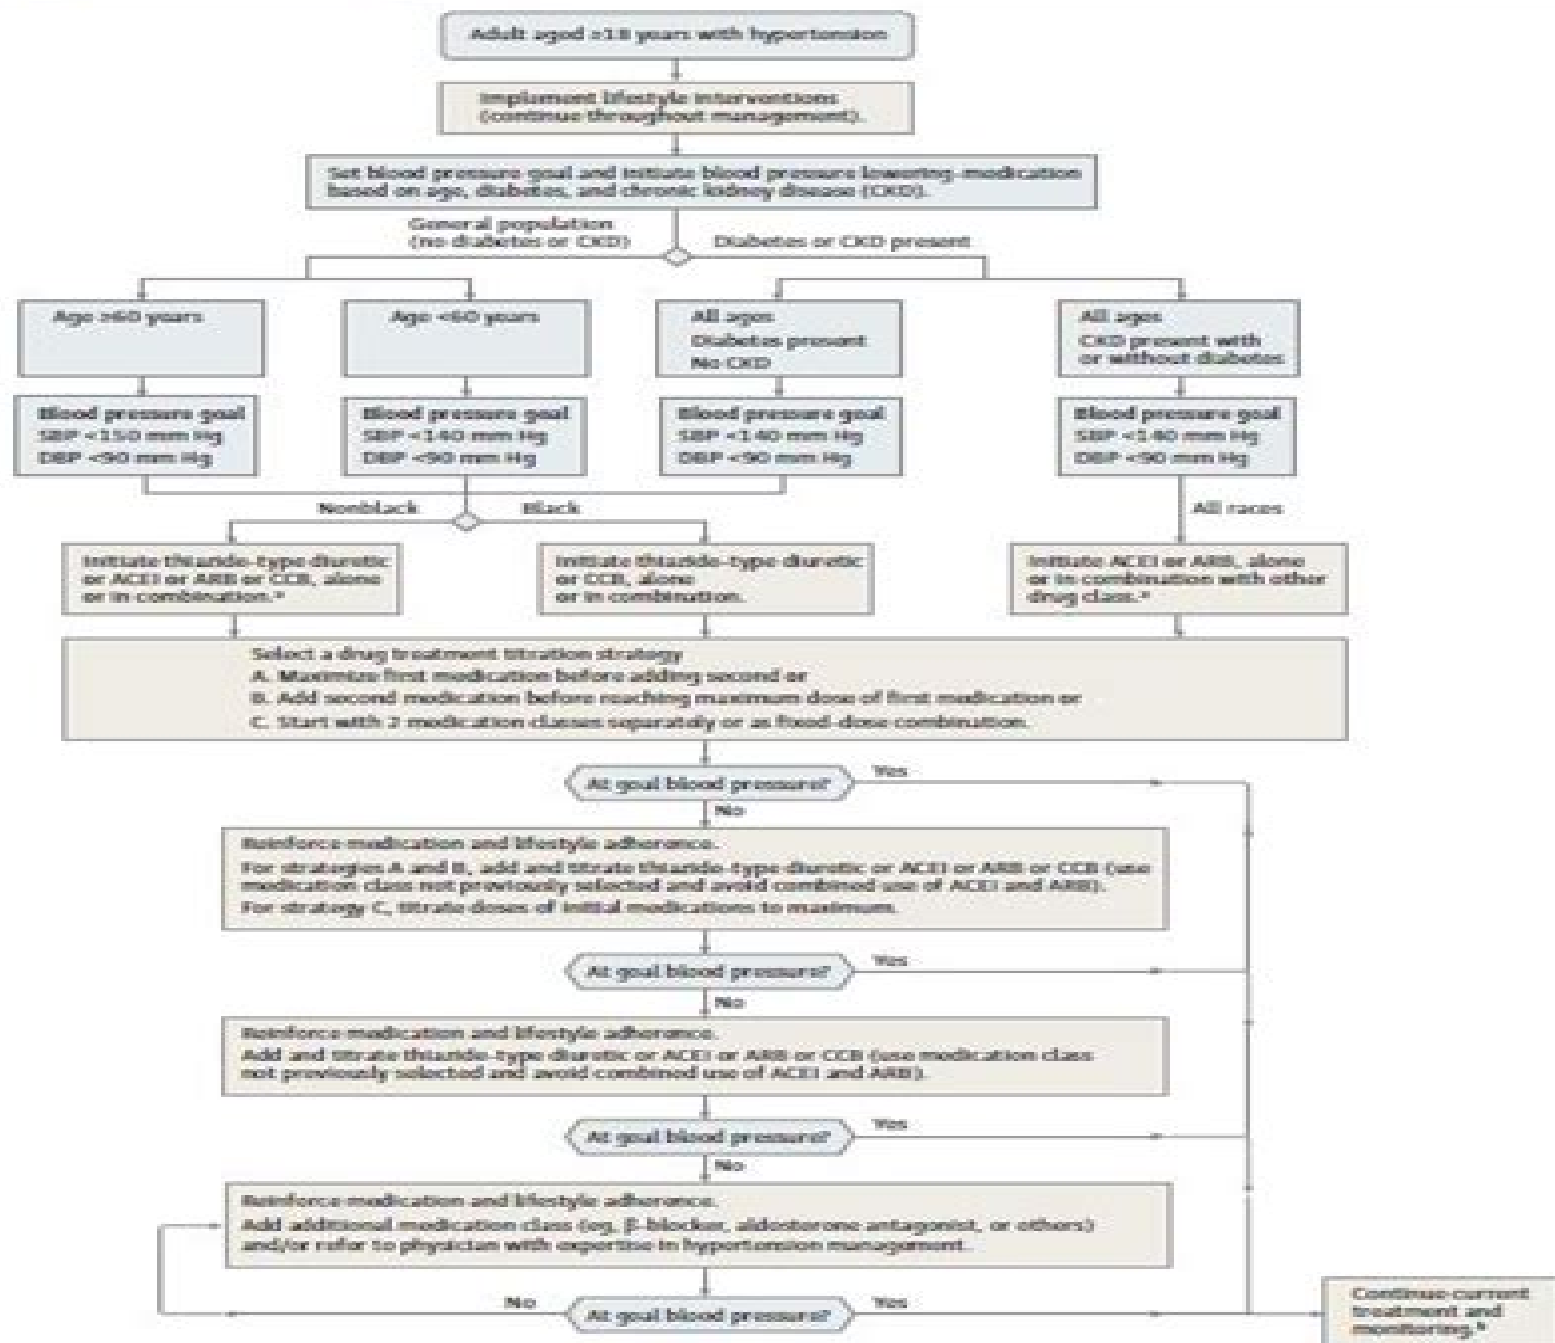 Adult aged ≥18 years with hypertension
Implement lifestyle interventions
(continue throughout management).
Set blood pressure goal and initiate blood pressure lowering-medication
based on age, diabetes, and chronic kidney disease (CKD).
General population
(no diabetes or CKD)
Diabetes or CKD present
Age ≥60 years
Age <60 years
All ages
Diabetes present
No CKD
All ages
CKD present with
or without diabetes
Blood pressure goal
SBP <150 mm Hg
DBP <90 mm Hg
Blood pressure goal
SBP <140 mm Hg
DBP <90 mm Hg
Blood pressure goal
SBP <140 mm Hg
DBP <90 mm Hg
Blood pressure goal
SBP <140 mm Hg
DBP <90 mm Hg
Nonblack
Black
All races
Initiate thiazide-type diuretic
or ACEI or ARB or CCB, alone
or in combination.ᵃ
Initiate thiazide-type diuretic
or CCB, alone
or in combination.
Initiate ACEI or ARB, alone
or in combination with other
drug class.ᵃ
Select a drug treatment titration strategy
A. Maximize first medication before adding second or
B. Add second medication before reaching maximum dose of first medication or
C. Start with 2 medication classes separately or as fixed-dose combination.
At goal blood pressure?
Yes
No
Reinforce medication and lifestyle adherence.
For strategies A and B, add and titrate thiazide-type diuretic or ACEI or ARB or CCB (use
medication class not previously selected and avoid combined use of ACEI and ARB).
For strategy C, titrate doses of initial medications to maximum.
At goal blood pressure?
Yes
No
Reinforce medication and lifestyle adherence.
Add and titrate thiazide-type diuretic or ACEI or ARB or CCB (use medication class
not previously selected and avoid combined use of ACEI and ARB).
At goal blood pressure?
Yes
No
Reinforce medication and lifestyle adherence.
Add additional medication class (eg, β-blocker, aldosterone antagonist, or others)
and/or refer to physician with expertise in hypertension management.
No
At goal blood pressure?
Yes
Continue current
treatment and
monitoring.ᵇ